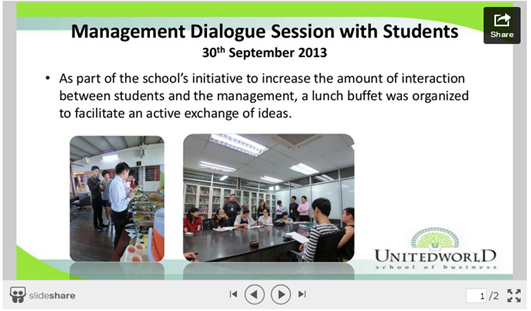 Management Dialogue Session with Students
30th September 2013
Share
• As part of the school's initiative to increase the amount of interaction
between students and the management, a lunch buffet was organized
to facilitate an active exchange of ideas.
UNITEDWORLD
school of business
slideshare
1 /2